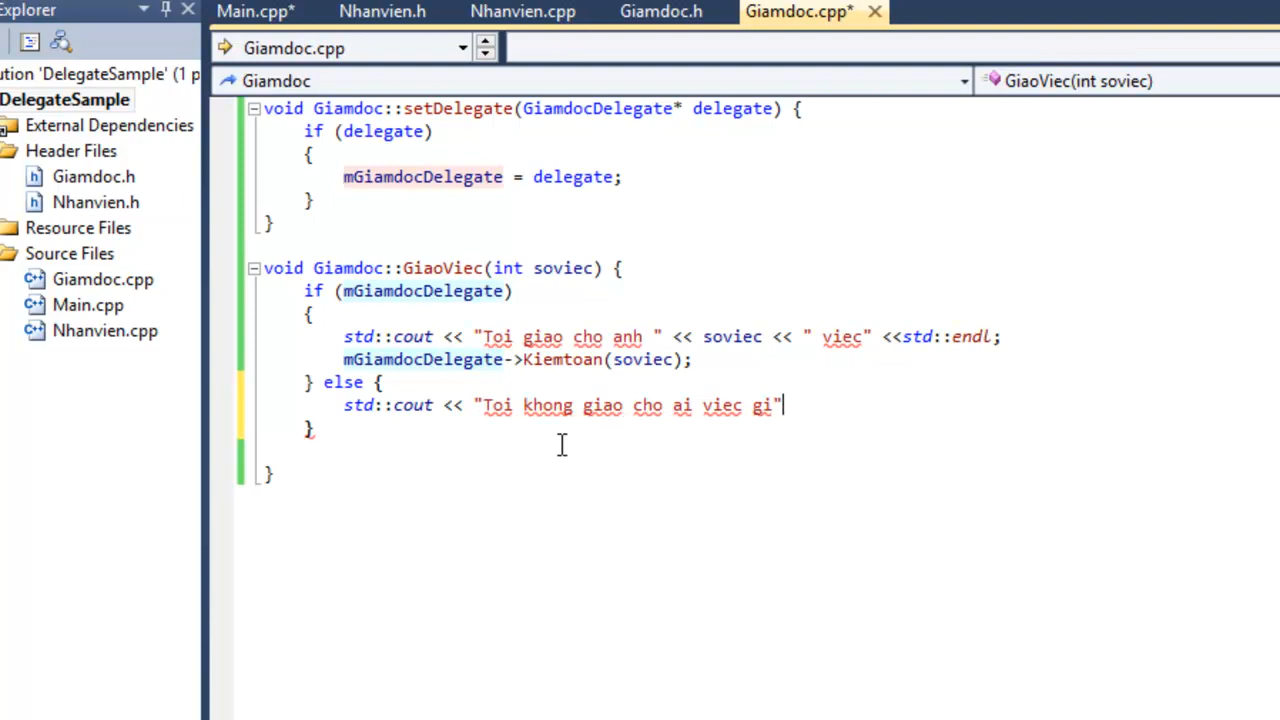 Explorer
Main.cpp*
Nhanvien.h
Nhanvien.cpp
Giamdoc.h
Giamdoc.cpp*
Giamdoc.cpp
ution 'DelegateSample' (1 p
Giamdoc
GiaoViec(int soviec)
DelegateSample
External Dependencies
Header Files
Giamdoc.h
Nhanvien.h
Resource Files
Source Files
Giamdoc.cpp
Main.cpp
Nhanvien.cpp
void Giamdoc::setDelegate(GiamdocDelegate* delegate) {
if (delegate)
{
mGiamdocDelegate = delegate;
}
}
void Giamdoc::GiaoViec(int soviec) {
if (mGiamdocDelegate)
{
std::cout << "Toi giao cho anh " << soviec << " viec" <<std::endl;
mGiamdocDelegate->Kiemtoan(soviec);
} else {
std::cout << "Toi khong giao cho ai viec gi"
}
}